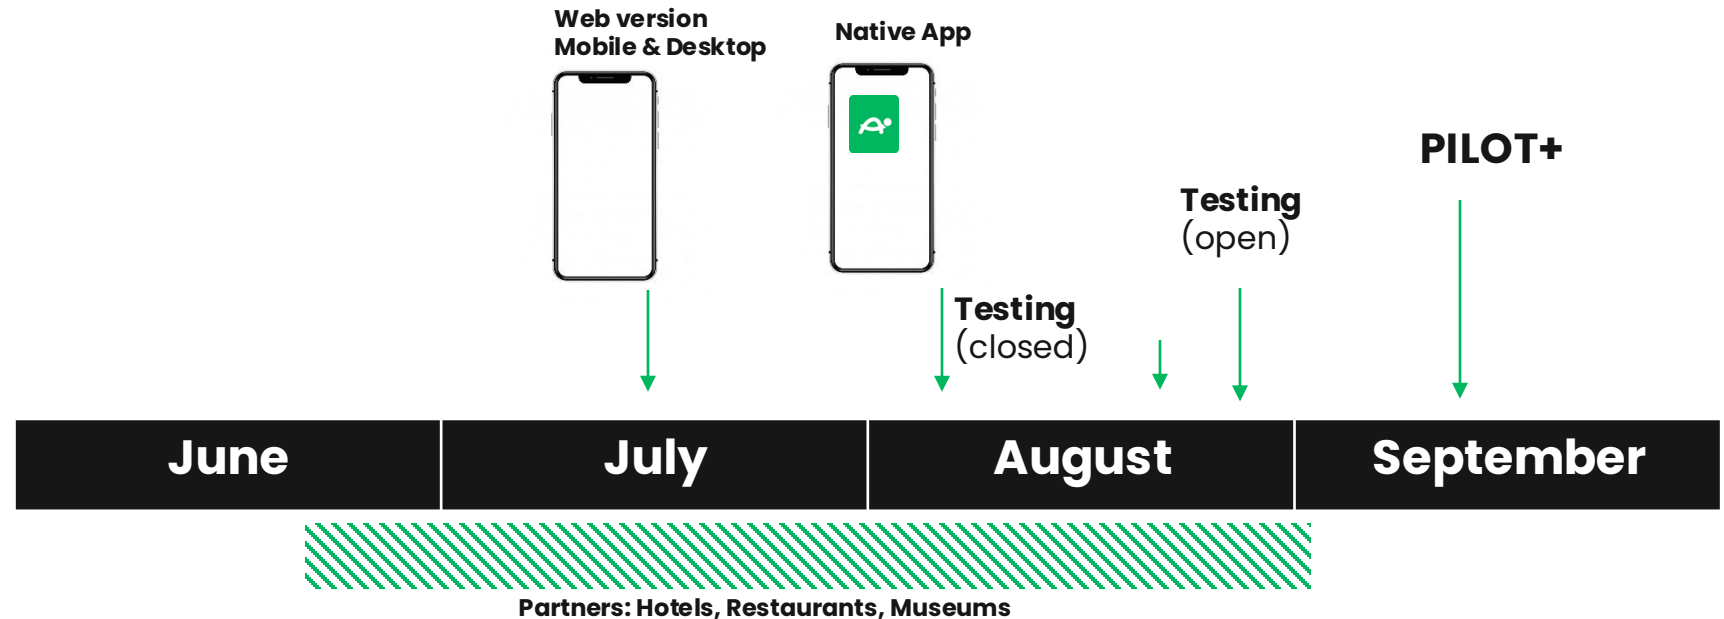 Web version
Mobile & Desktop
Native App
PILOT+
Testing
(open)
Testing
(closed)
June
July
August
September
Partners: Hotels, Restaurants, Museums